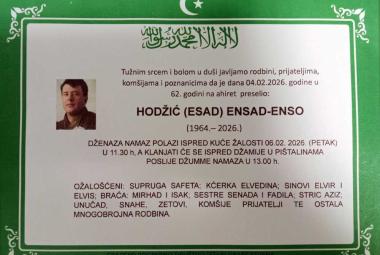 لا إله إلا الله محمد رسول الله
Tužnim srcem i bolom u duši javljamo rodbini, prijateljima,
komšijama i poznanicima da je dana 04.02.2026. godine u
62. godini na ahiret preselio:
HODŽIĆ (ESAD) ENSAD-ENSO
(1964.– 2026.)
DŽENAZA NAMAZ POLAZI ISPRED KUĆE ŽALOSTI 06.02. 2026. (PETAK)
U 11.30 h, A KLANJATI ĆE SE ISPRED DŽAMIJE U PIŠTALINAMA
POSLIJE DŽUMME NAMAZA U 13.00 h.
OŽALOŠĆENI: SUPRUGA SAFETA; KĆERKA ELVEDINA; SINOVI ELVIR I
ELVIS; BRAĆA; MIRHAD I ISAK; SESTRE SENADA I FADILA; STRIC AZIZ;
UNUČAD, SNAHE, ZETOVI, KOMŠIJE PRIJATELJI TE OSTALA
MNOGOBROJNA RODBINA